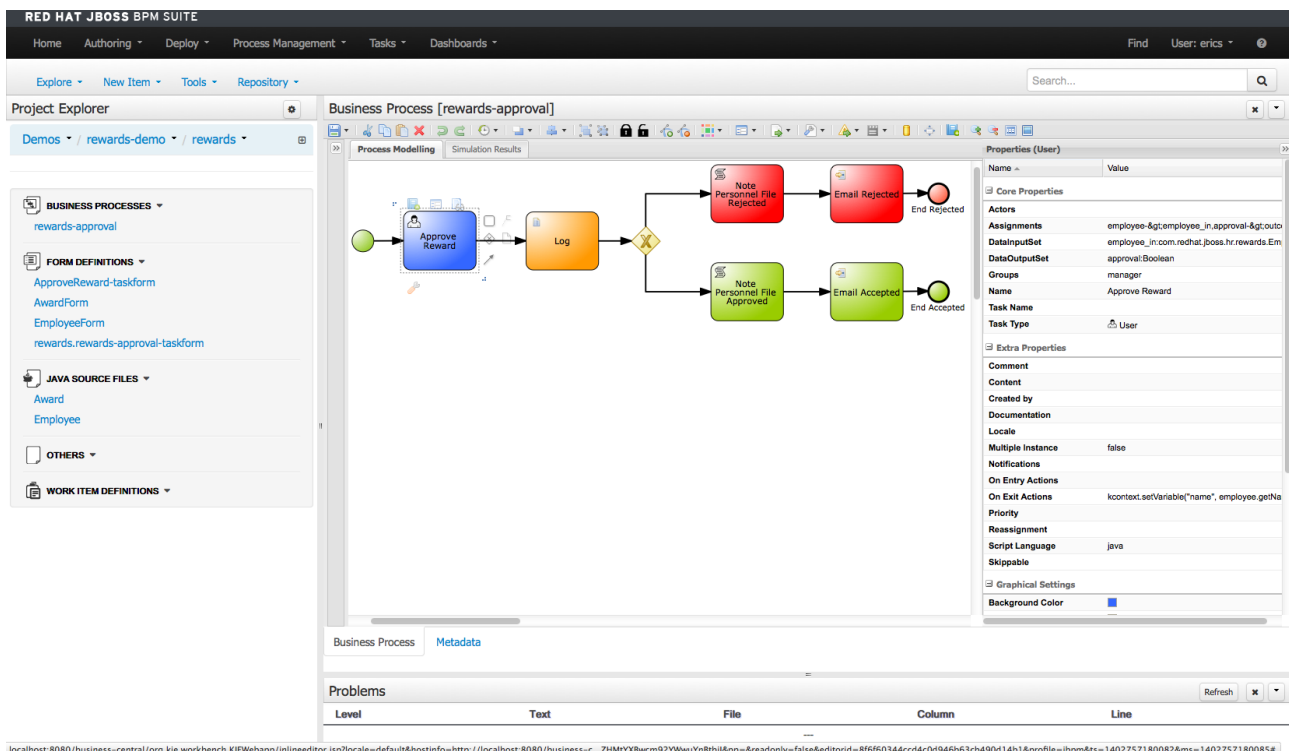 RED HAT JBOSS BPM SUITE
Home Authoring Deploy Process Management Tasks Dashboards Find User: erics
Explore New Item Tools Repository Search...
Project Explorer
Demos / rewards-demo / rewards
BUSINESS PROCESSES
rewards-approval
FORM DEFINITIONS
ApproveReward-taskform
AwardForm
EmployeeForm
rewards.rewards-approval-taskform
JAVA SOURCE FILES
Award
Employee
OTHERS
WORK ITEM DEFINITIONS
Business Process [rewards-approval]
Process Modelling Simulation Results
Approve
Reward
Log
X
Note
Personnel File
Rejected
Email Rejected
End Rejected
Note
Personnel File
Approved
Email Accepted
End Accepted
Properties (User)
Name Value
Core Properties
Actors
Assignments employee-&gt;employee_in,approval-&gt;outc
DataInputSet employee_in:com.redhat.jboss.hr.rewards.Em
DataOutputSet approval:Boolean
Groups manager
Name Approve Reward
Task Name
Task Type User
Extra Properties
Comment
Content
Created by
Documentation
Locale
Multiple Instance false
Notifications
On Entry Actions
On Exit Actions kcontext.setVariable("name", employee.getNa
Priority
Reassignment
Script Language java
Skippable
Graphical Settings
Background Color
Business Process Metadata
Problems Refresh
Level Text File Column Line